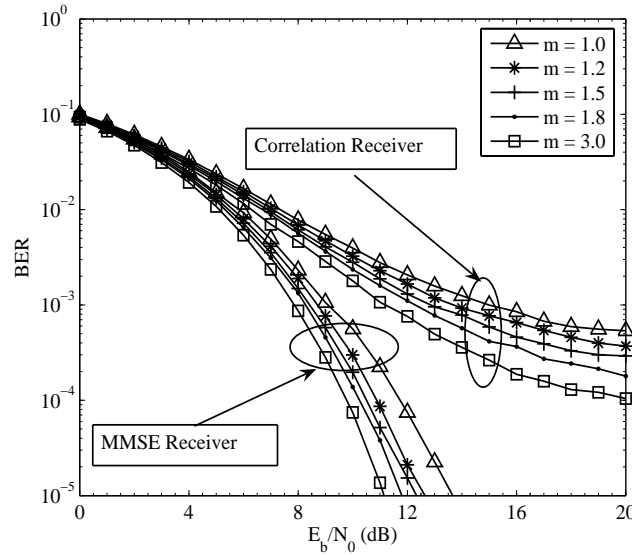 10^0
10^-1
10^-2
10^-3
10^-4
10^-5
BER
m = 1.0
m = 1.2
m = 1.5
m = 1.8
m = 3.0
Correlation Receiver
MMSE Receiver
0 4 8 12 16 20
E_b/N_0 (dB)